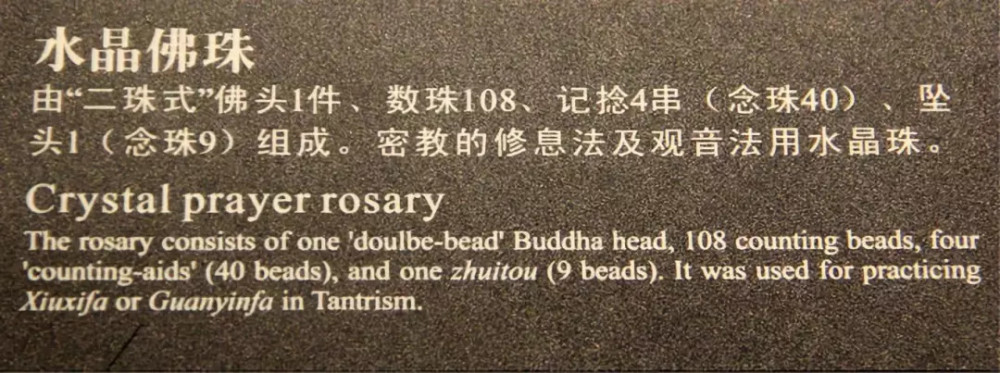 水晶佛珠
由“二珠式”佛头1件、数珠108、记捻4串（念珠40）、坠
头1（念珠9）组成。密教的修息法及观音法用水晶珠。
Crystal prayer rosary
The rosary consists of one 'doulbe-bead' Buddha head, 108 counting beads, four
'counting-aids' (40 beads), and one zhuitou (9 beads). It was used for practicing
Xiuxifa or Guanyinfa in Tantrism.